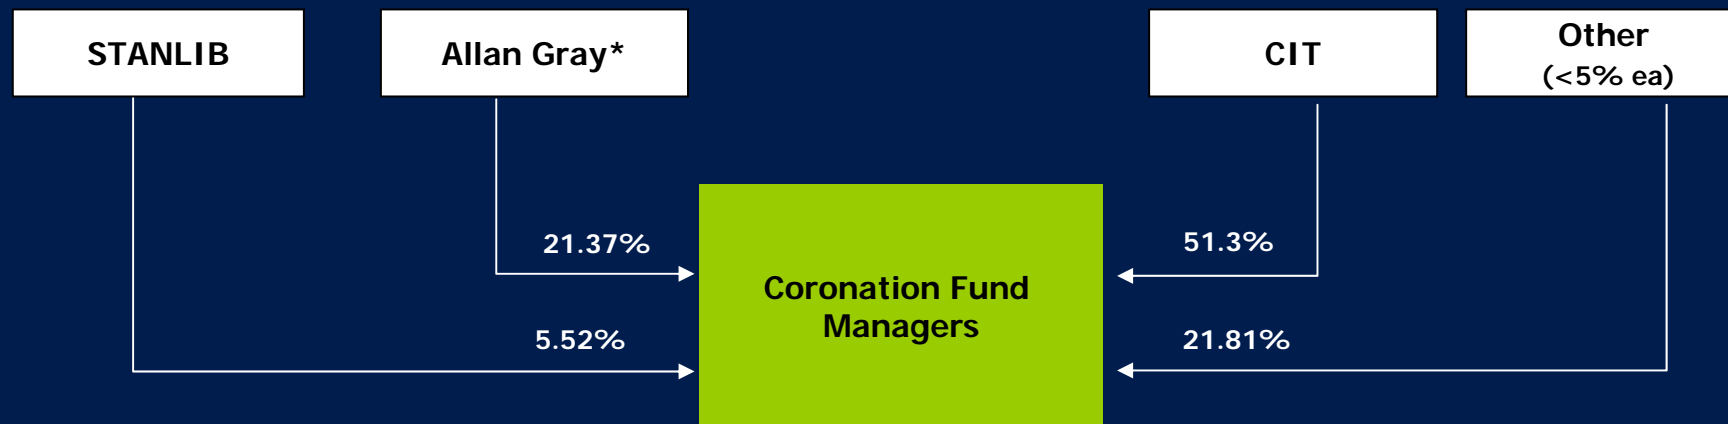 STANLIB
Allan Gray*
CIT
Other
(<5% ea)
21.37%
51.3%
Coronation Fund
Managers
5.52%
21.81%